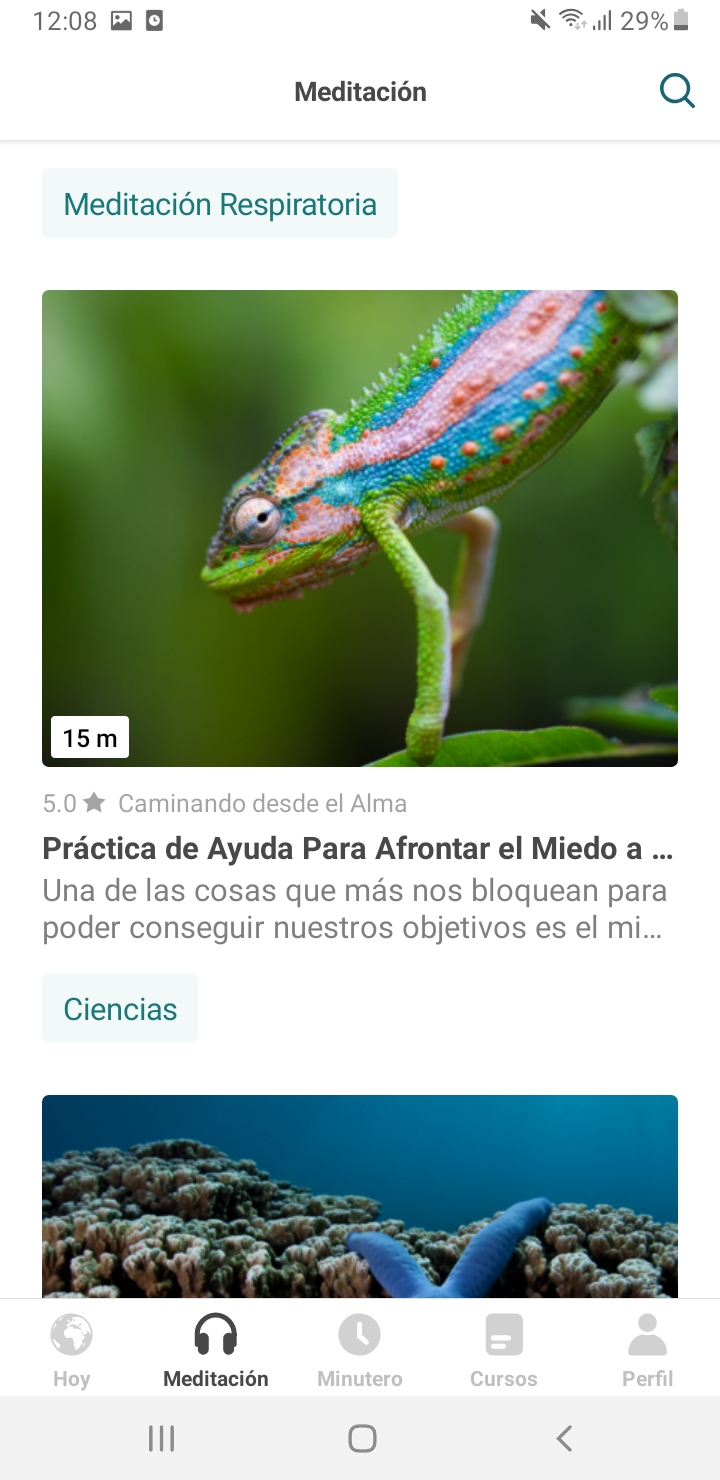 12:08
29%
Meditación
Meditación Respiratoria
15 m
5.0 Caminando desde el Alma
Práctica de Ayuda Para Afrontar el Miedo a ...
Una de las cosas que más nos bloquean para
poder conseguir nuestros objetivos es el mi...
Ciencias
Hoy Meditación Minutero Cursos Perfil